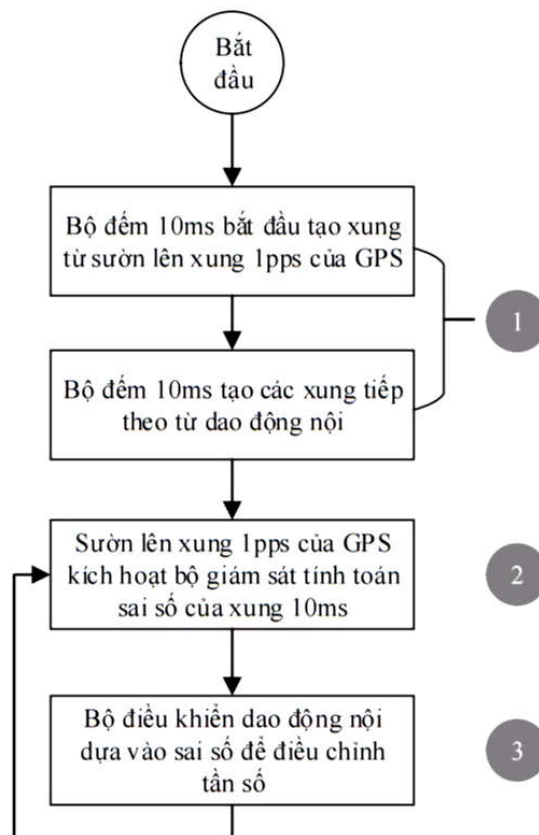 Bắt
đầu
Bộ đếm 10ms bắt đầu tạo xung
từ sườn lên xung 1pps của GPS
1
Bộ đếm 10ms tạo các xung tiếp
theo từ dao động nội
Sườn lên xung 1pps của GPS
kích hoạt bộ giám sát tính toán
sai số của xung 10ms
2
Bộ điều khiển dao động nội
dựa vào sai số để điều chỉnh
tần số
3